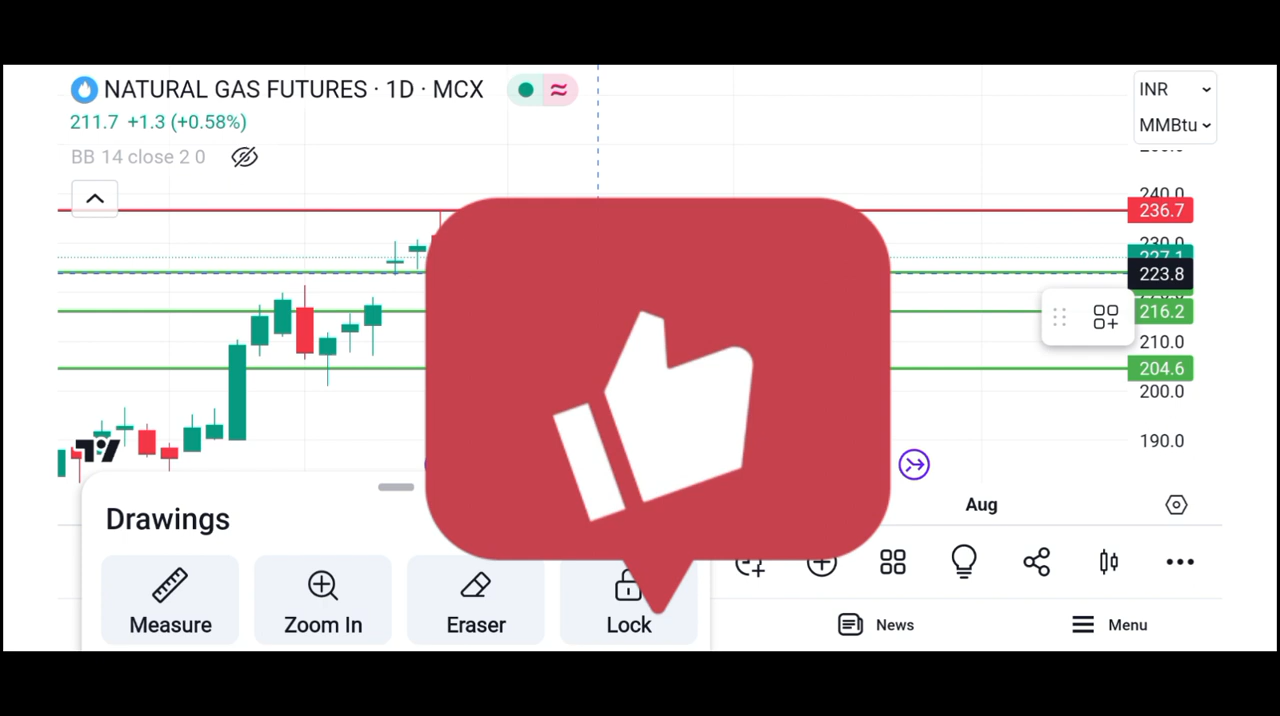 NATURAL GAS FUTURES · 1D · MCX
211.7 +1.3 (+0.58%)
BB 14 close 2 0
INR
MMBtu
240.0
236.7
230.0
227.1
223.8
216.2
210.0
204.6
200.0
190.0
Aug
Drawings
Measure
Zoom In
Eraser
Lock
News
Menu